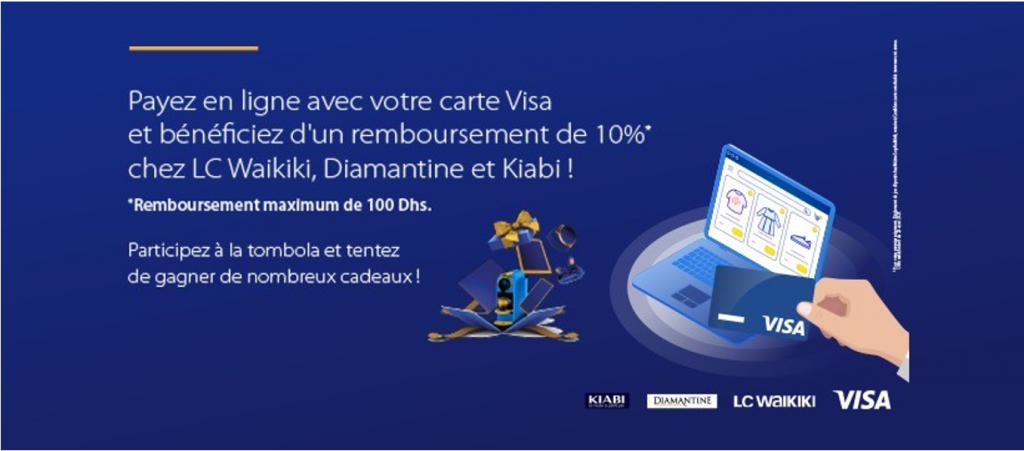 Payez en ligne avec votre carte Visa
et bénéficiez d'un remboursement de 10%*
chez LC Waikiki, Diamantine et Kiabi !
*Remboursement maximum de 100 Dhs.
Participez à la tombola et tentez
de gagner de nombreux cadeaux !
VISA
KIABI
DIAMANTINE
LC WAIKIKI
VISA